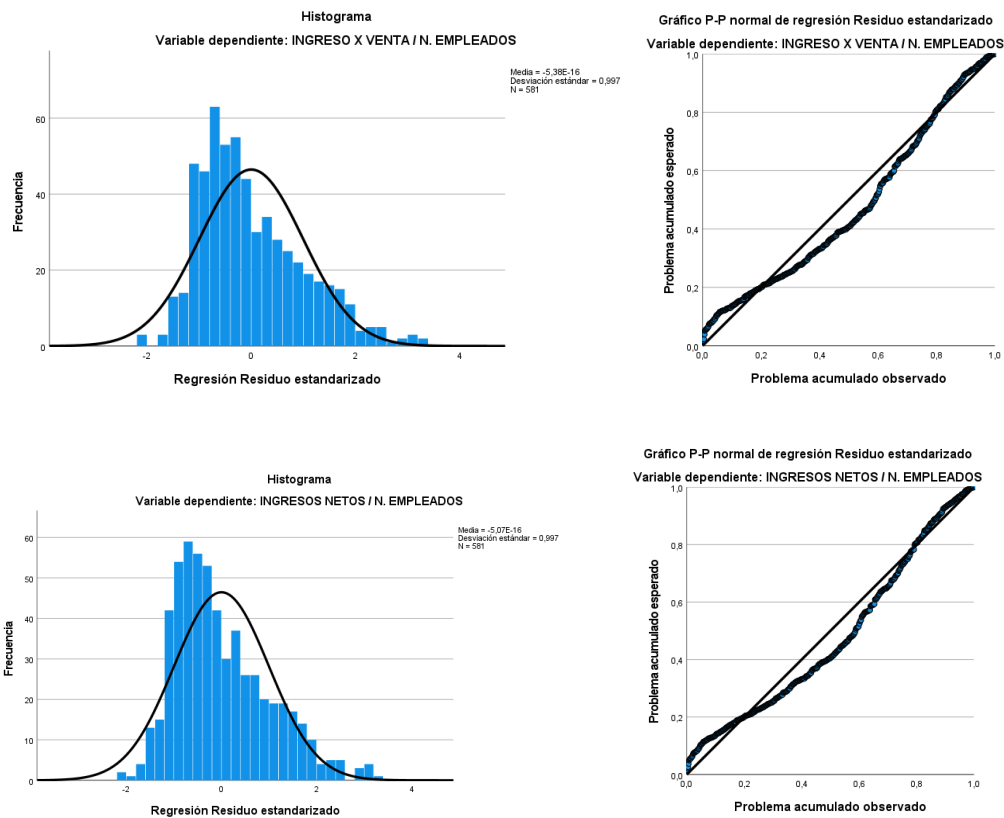 Histograma
Variable dependiente: INGRESO X VENTA / N. EMPLEADOS
Media = -5,38E-16
Desviación estándar = 0,997
N = 581
Frecuencia
60
40
20
0
-2
0
2
4
Regresión Residuo estandarizado
Gráfico P-P normal de regresión Residuo estandarizado
Variable dependiente: INGRESO X VENTA / N. EMPLEADOS
Problema acumulado esperado
1,0
0,8
0,6
0,4
0,2
0,0
0,0
0,2
0,4
0,6
0,8
1,0
Problema acumulado observado
Histograma
Variable dependiente: INGRESOS NETOS / N. EMPLEADOS
Media = -5,07E-16
Desviación estándar = 0,997
N = 581
Frecuencia
60
50
40
30
20
10
0
-2
0
2
4
Regresión Residuo estandarizado
Gráfico P-P normal de regresión Residuo estandarizado
Variable dependiente: INGRESOS NETOS / N. EMPLEADOS
Problema acumulado esperado
1,0
0,8
0,6
0,4
0,2
0,0
0,0
0,2
0,4
0,6
0,8
1,0
Problema acumulado observado